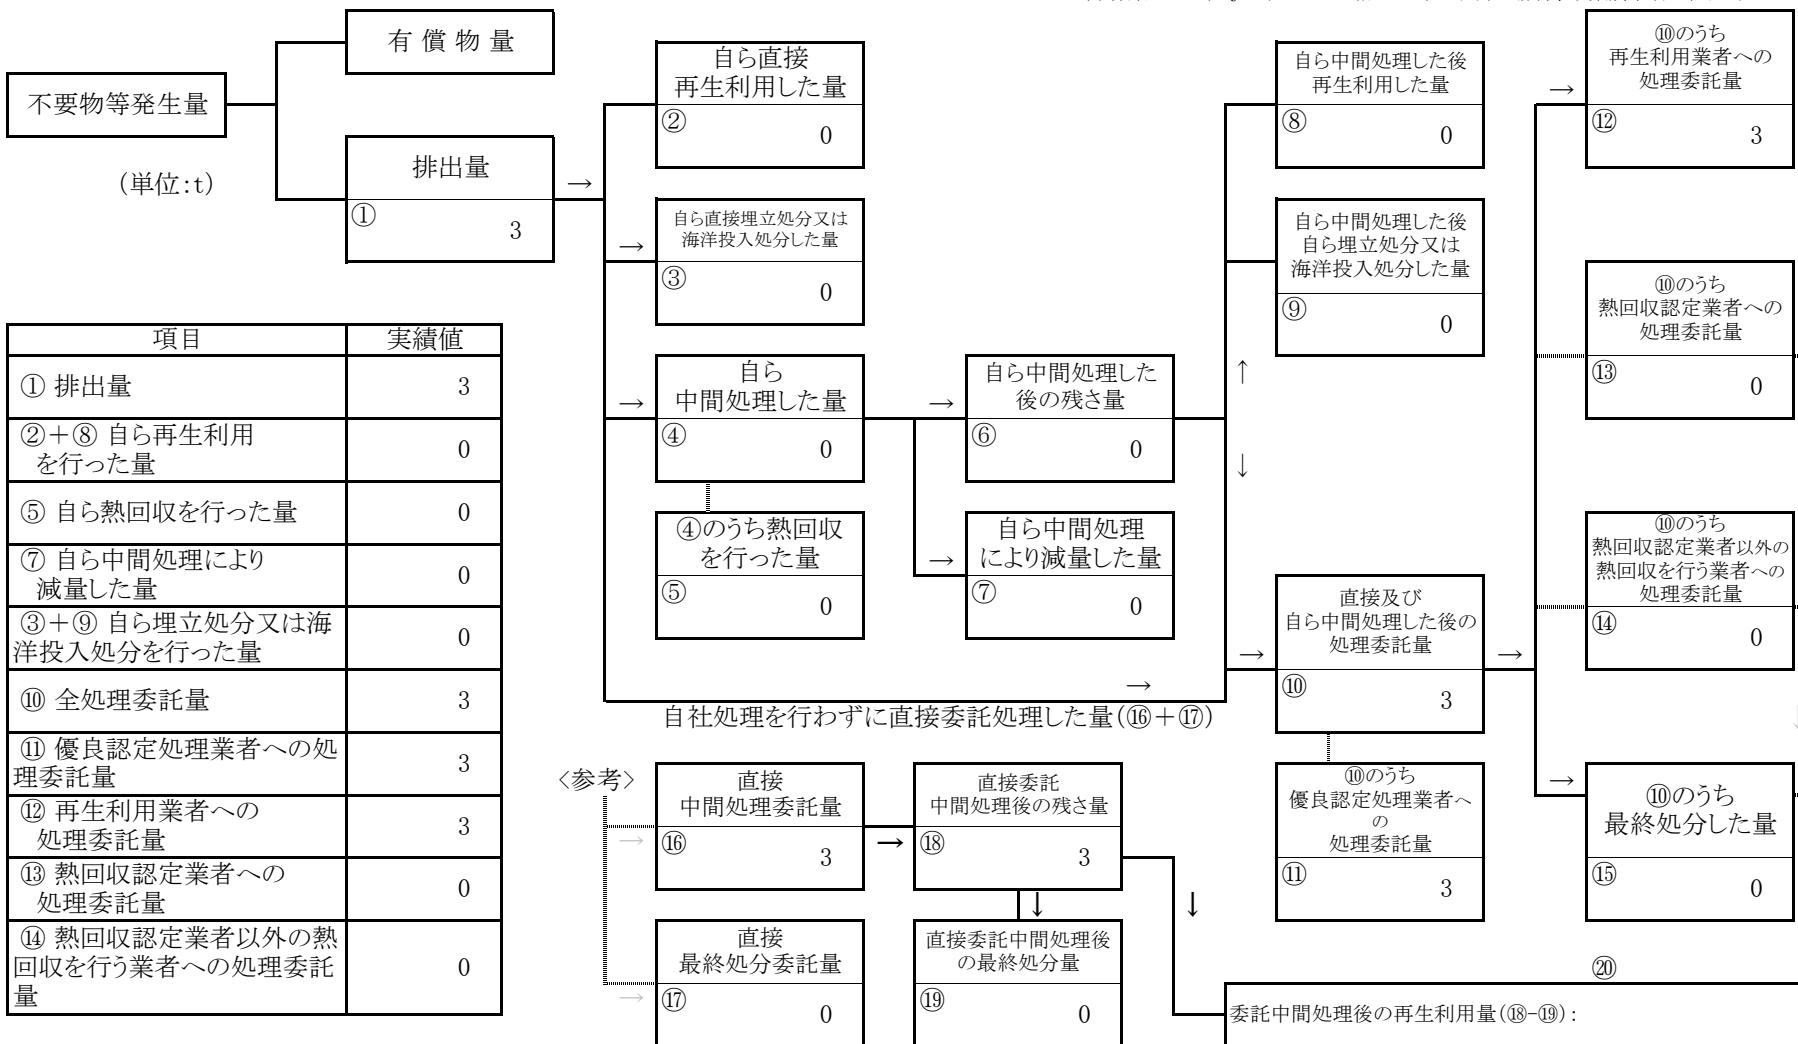 有 償 物 量
不要物等発生量
(単位:t)
排出量
①
3
→
自ら直接
再生利用した量
②
0
→
自ら直接埋立処分又は
海洋投入処分した量
③
0
→
自ら
中間処理した量
④
0
④のうち熱回収
を行った量
⑤
0
→
自ら中間処理した
後の残さ量
⑥
0
→
自ら中間処理
により減量した量
⑦
0
自ら中間処理した後
再生利用した量
⑧
0
自ら中間処理した後
自ら埋立処分又は
海洋投入処分した量
⑨
0
↑
↓
→
直接及び
自ら中間処理した後の
処理委託量
⑩
3
→
⑩のうち
優良認定処理業者へ
の
処理委託量
⑪
3
→
⑩のうち
再生利用業者への
処理委託量
⑫
3
⑩のうち
熱回収認定業者への
処理委託量
⑬
0
⑩のうち
熱回収認定業者以外の
熱回収を行う業者への
処理委託量
⑭
0
→
⑩のうち
最終処分した量
⑮
0
→
自社処理を行わずに直接委託処理した量(⑯+⑰)
項目 実績値
① 排出量 3
②+⑧ 自ら再生利用
を行った量 0
⑤ 自ら熱回収を行った量 0
⑦ 自ら中間処理により
減量した量 0
③+⑨ 自ら埋立処分又は海
洋投入処分を行った量 0
⑩ 全処理委託量 3
⑪ 優良認定処理業者への処
理委託量 3
⑫ 再生利用業者への
処理委託量 3
⑬ 熱回収認定業者への
処理委託量 0
⑭ 熱回収認定業者以外の熱
回収を行う業者への処理委託
量 0
〈参考〉
→
直接
中間処理委託量
⑯
3
→
直接委託
中間処理後の残さ量
⑱
3
↓
↓
→
直接
最終処分委託量
⑰
0
直接委託中間処理後
の最終処分量
⑲
0
⑳
委託中間処理後の再生利用量(⑱-⑲):